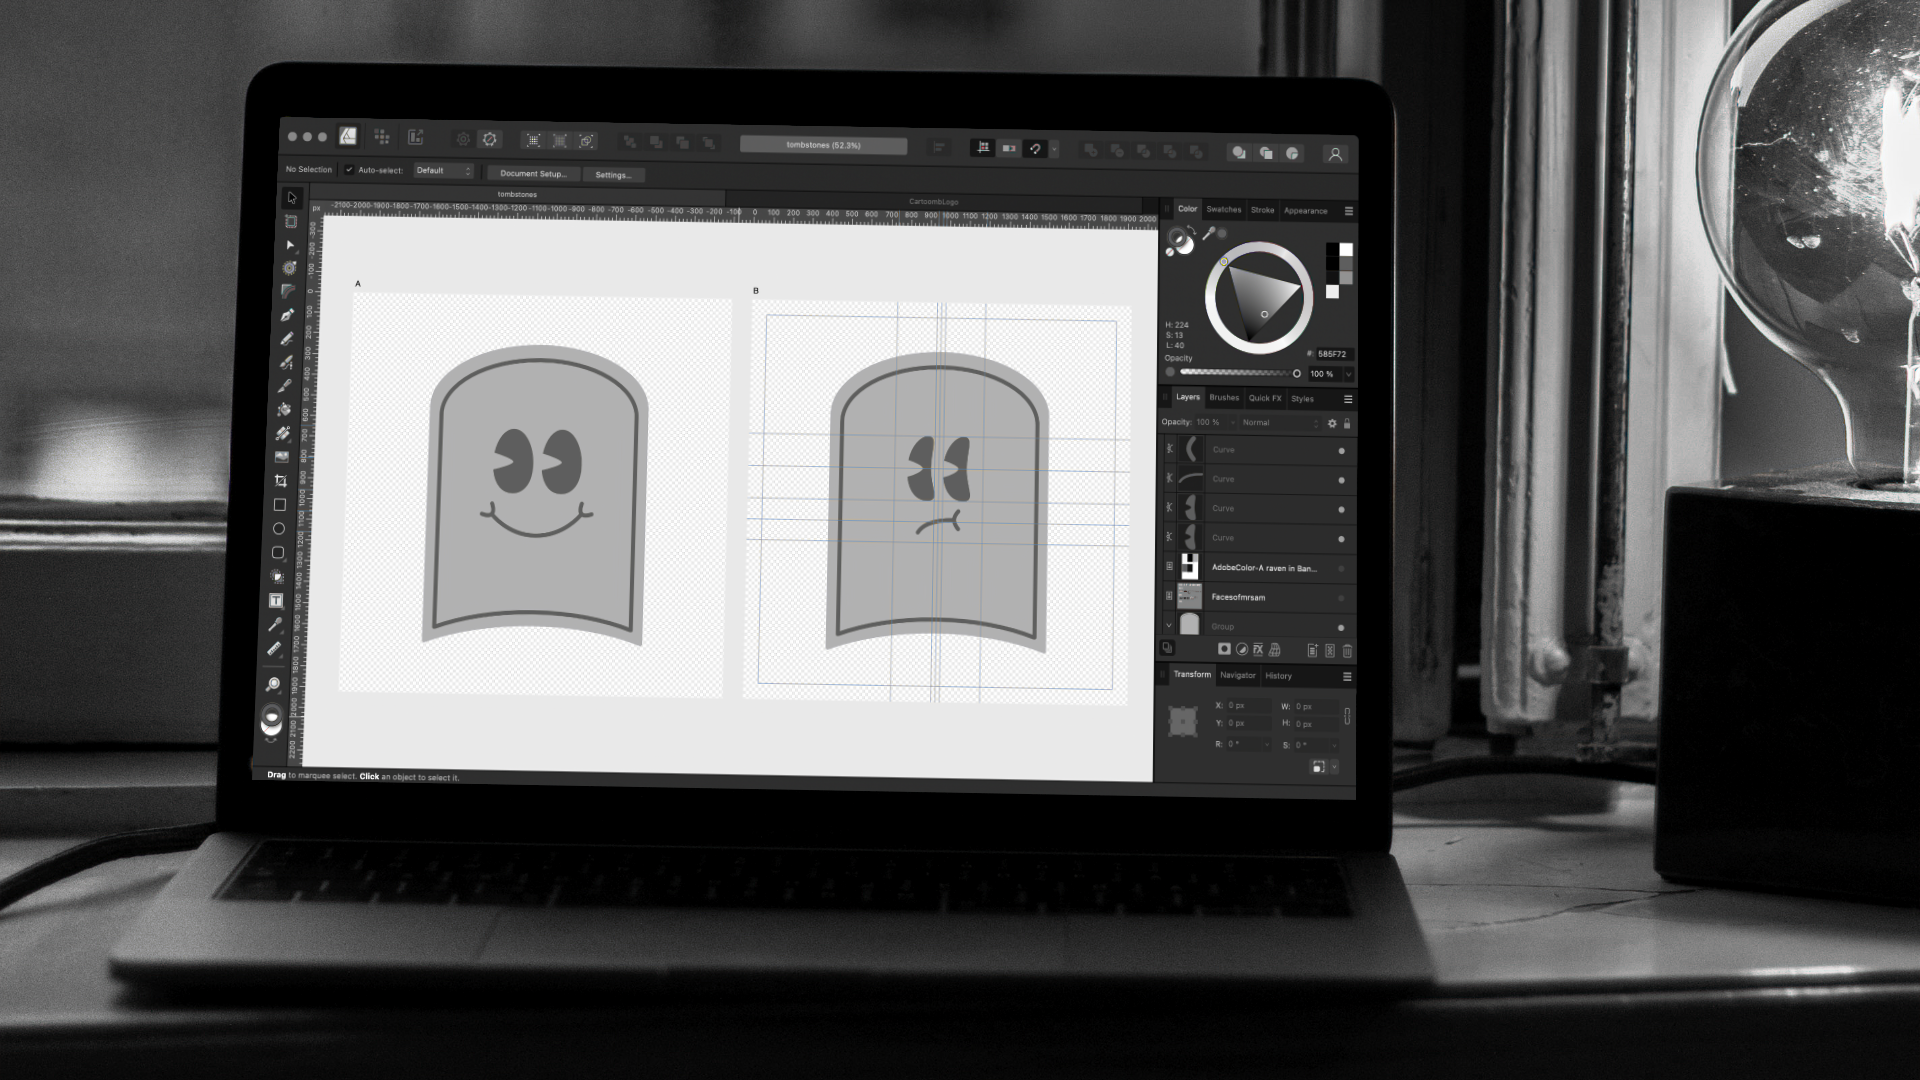 tombstones (52.3%)
No Selection
Auto-select:
Default
Document Setup...
Settings...
tombstones
CartoombLogo
px
-2100-2000-1900-1800-1700-1600-1500-1400-1300-1200-1100-1000-900 -800 -700 -600 -500 -400 -300 -200 -100 0 100 200 300 400 500 600 700 800 900 1000 1100 1200 1300 1400 1500 1600 1700 1800 1900 2000
A
B
Color Swatches Stroke Appearance
H: 224
S: 13
L: 40
#: 585F72
Opacity
100 %
Layers Brushes Quick FX Styles
Opacity: 100 % Normal
Curve
Curve
Curve
Curve
AdobeColor-A raven in Ban...
Facesofmrsam
Group
FX
Transform Navigator History
X: 0 px W: 0 px
Y: 0 px H: 0 px
R: 0 ° S: 0 °
T
Drag to marquee select. Click an object to select it.